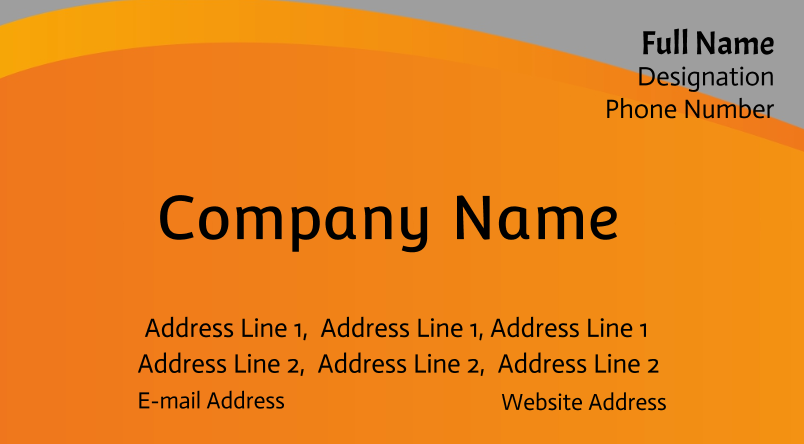 Full Name
Designation
Phone Number
Company Name
Address Line 1, Address Line 1, Address Line 1
Address Line 2, Address Line 2, Address Line 2
E-mail Address
Website Address